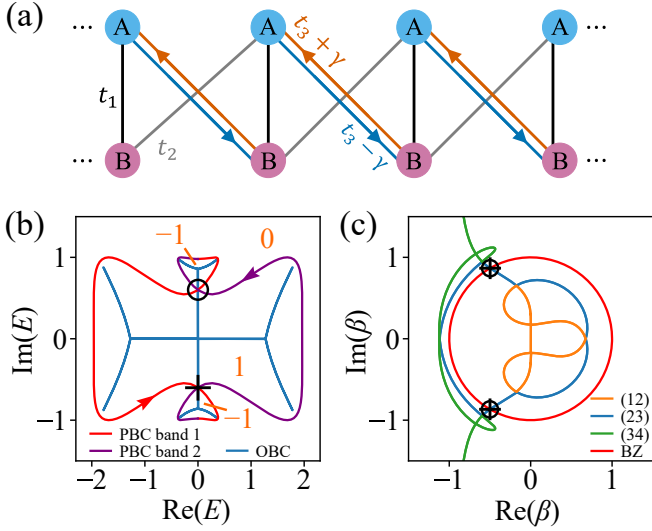 (a)
... A A A A ...
t₁ t₂ t₃+γ t₃−γ
... B B B B ...
(b)
1
0
−1
Im(E)
−2 −1 0 1 2
Re(E)
−1
0
1
−1
PBC band 1
PBC band 2
OBC
(c)
1
0
−1
Im(β)
−1 0 1
Re(β)
(12)
(23)
(34)
BZ